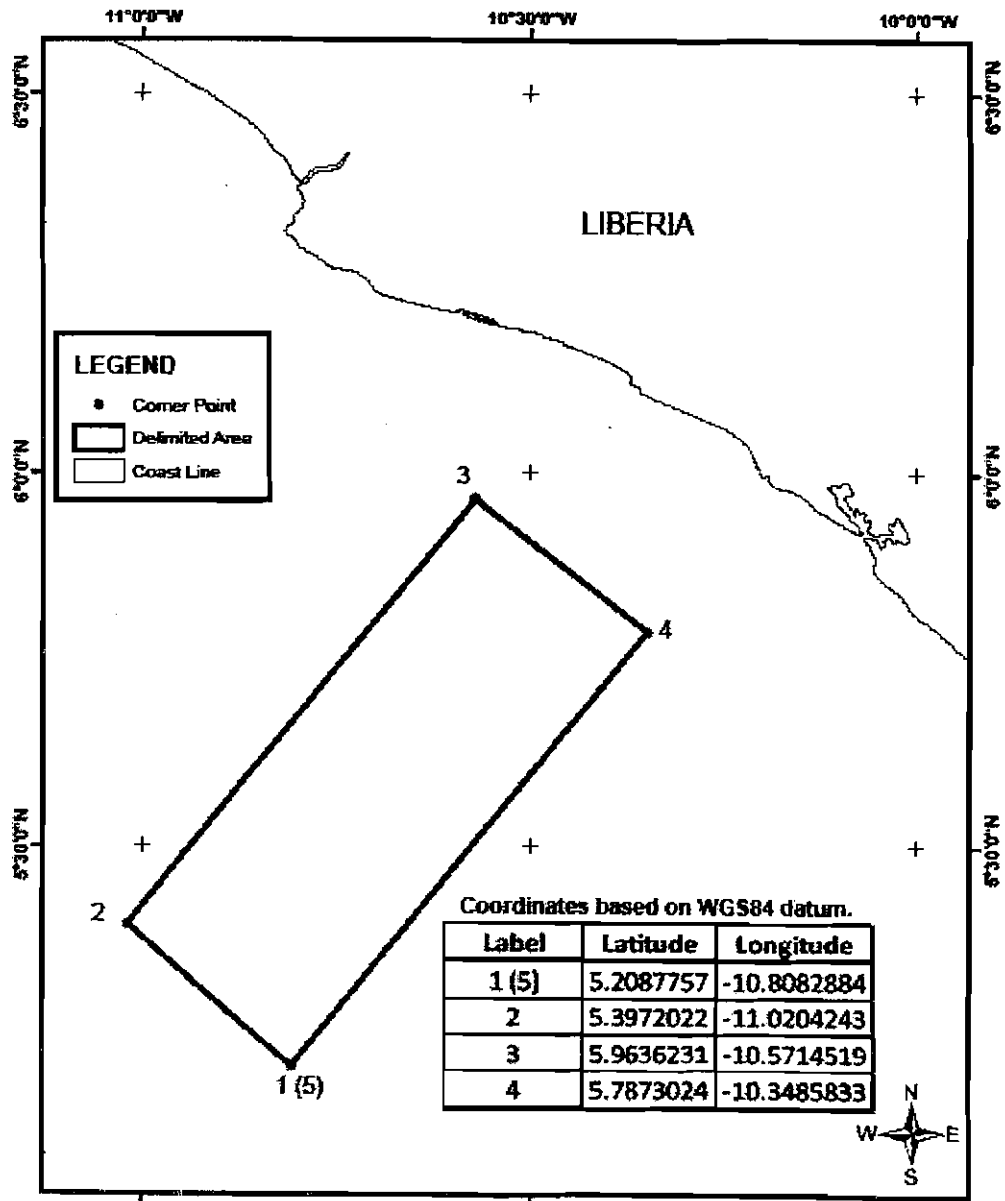 11°0'0"W 10°30'0"W 10°0'0"W
6°30'0"N 6°30'0"N
LIBERIA
LEGEND
Corner Point
Delimited Area
Coast Line
6°0'0"N 6°0'0"N
3
4
5°30'0"N 5°30'0"N
2
1 (5)
Coordinates based on WGS84 datum.
Label Latitude Longitude
1 (5) 5.2087757 -10.8082884
2 5.3972022 -11.0204243
3 5.9636231 -10.5714519
4 5.7873024 -10.3485833
N
W E
S